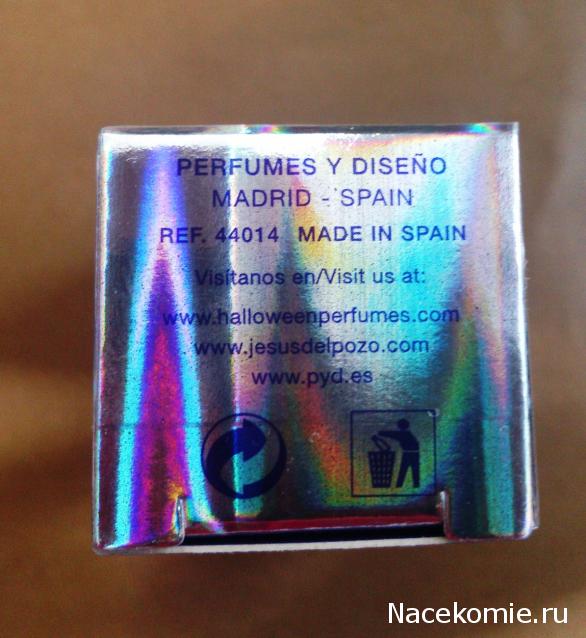 PERFUMES Y DISEÑO
MADRID - SPAIN
REF. 44014 MADE IN SPAIN
Visítanos en/Visit us at:
www.halloweenperfumes.com
www.jesusdelpozo.com
www.pyd.es
Nacekomie.ru